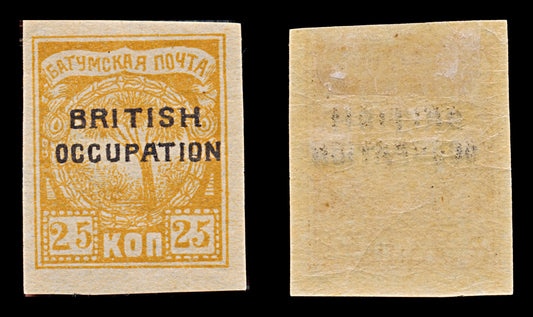 БАТУМСКАЯ ПОЧТА
BRITISH
OCCUPATION
25 КОП 25